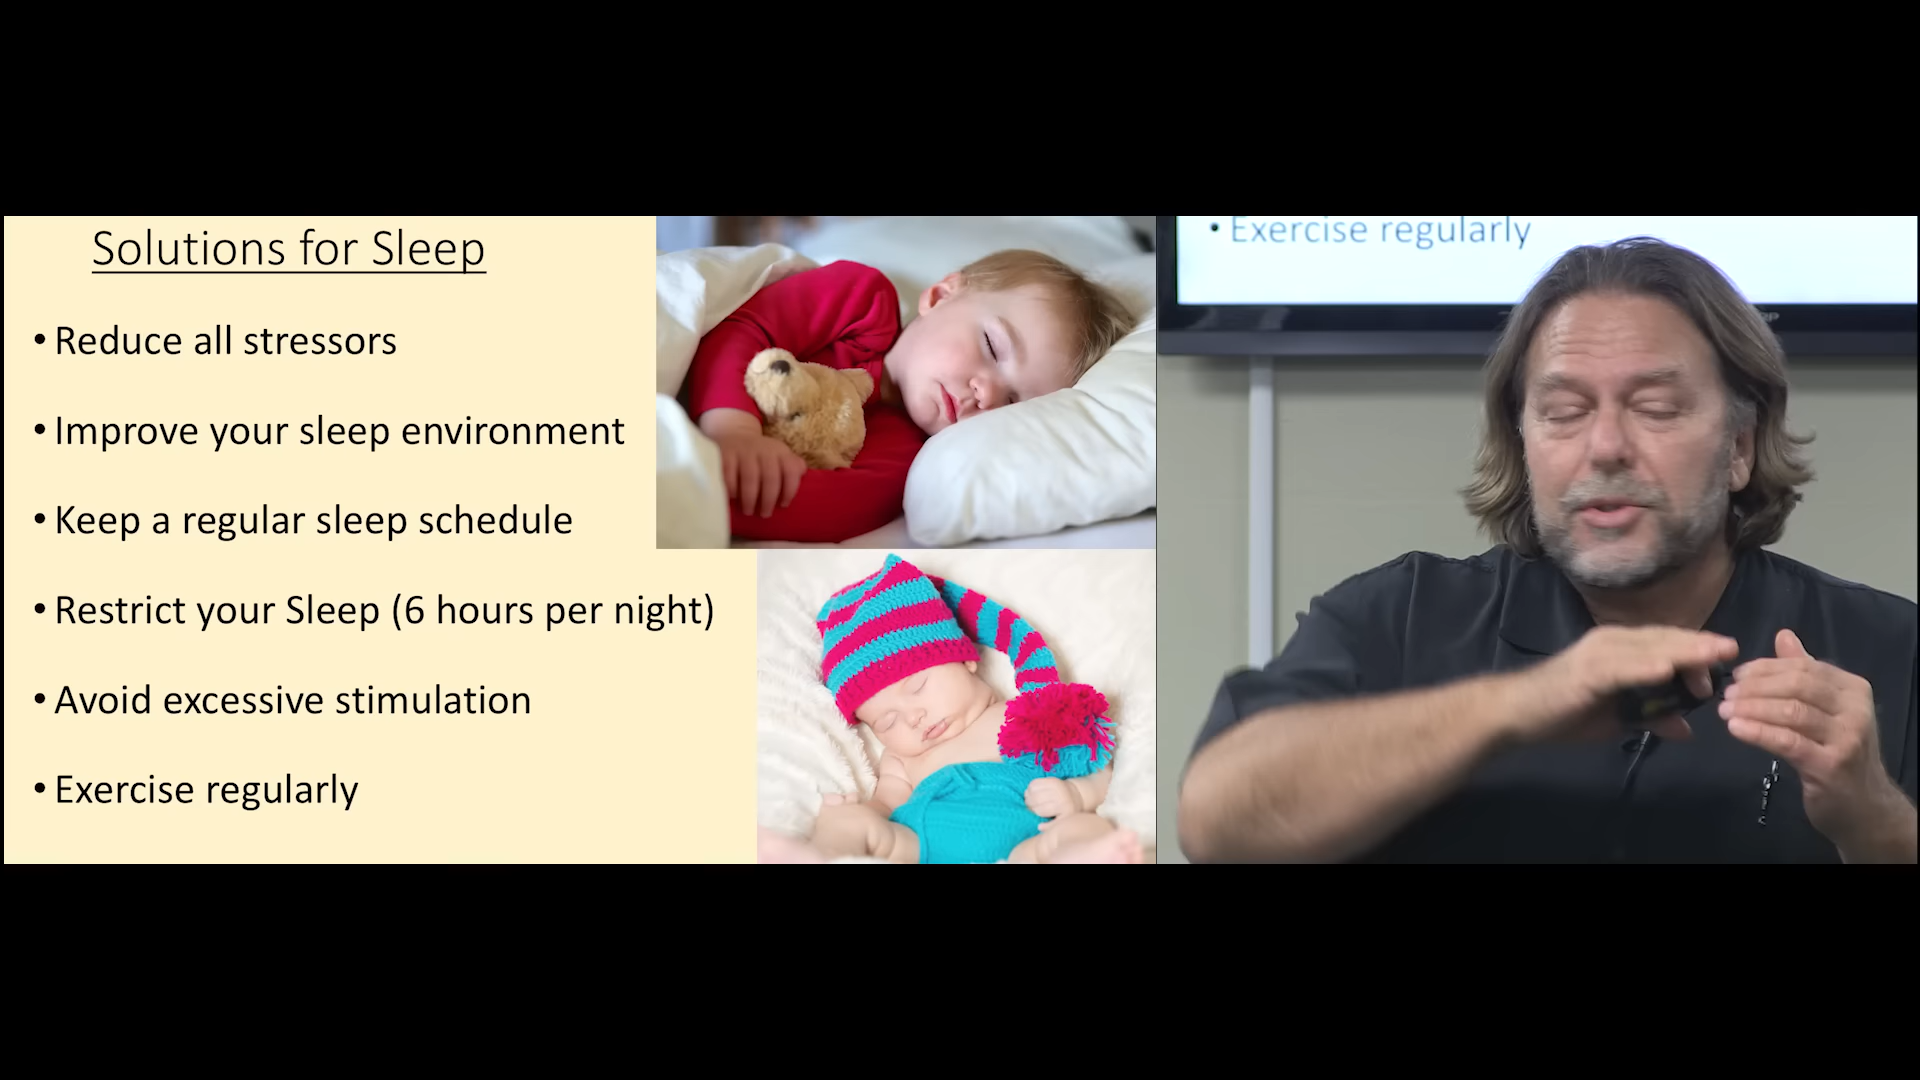 Solutions for Sleep
• Reduce all stressors
• Improve your sleep environment
• Keep a regular sleep schedule
• Restrict your Sleep (6 hours per night)
• Avoid excessive stimulation
• Exercise regularly
• Exercise regularly